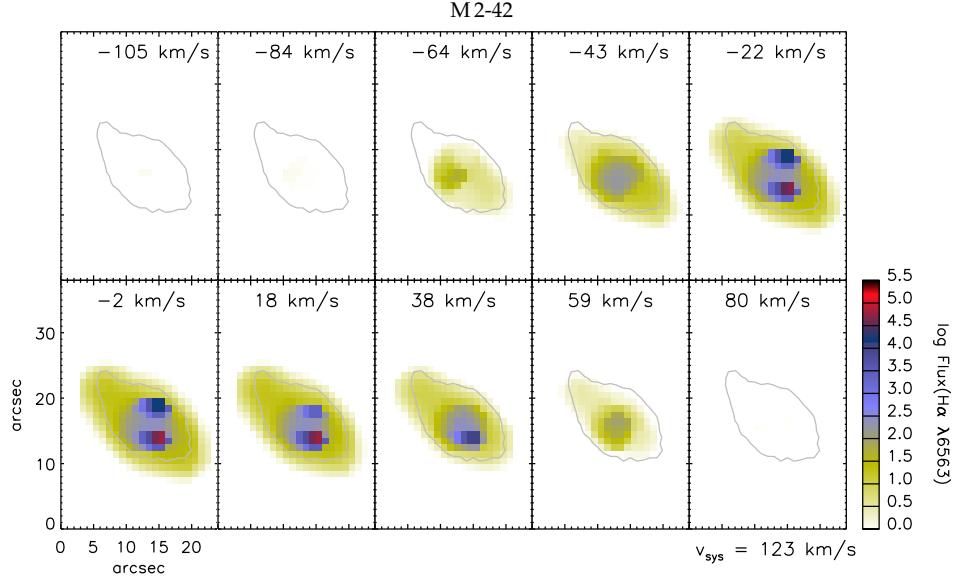 M 2-42
−105 km/s −84 km/s −64 km/s −43 km/s −22 km/s
−2 km/s 18 km/s 38 km/s 59 km/s 80 km/s
30
20
10
0
arcsec
0 5 10 15 20
arcsec
v_sys = 123 km/s
5.5
5.0
4.5
4.0
3.5
3.0
2.5
2.0
1.5
1.0
0.5
0.0
log Flux(Hα λ6563)